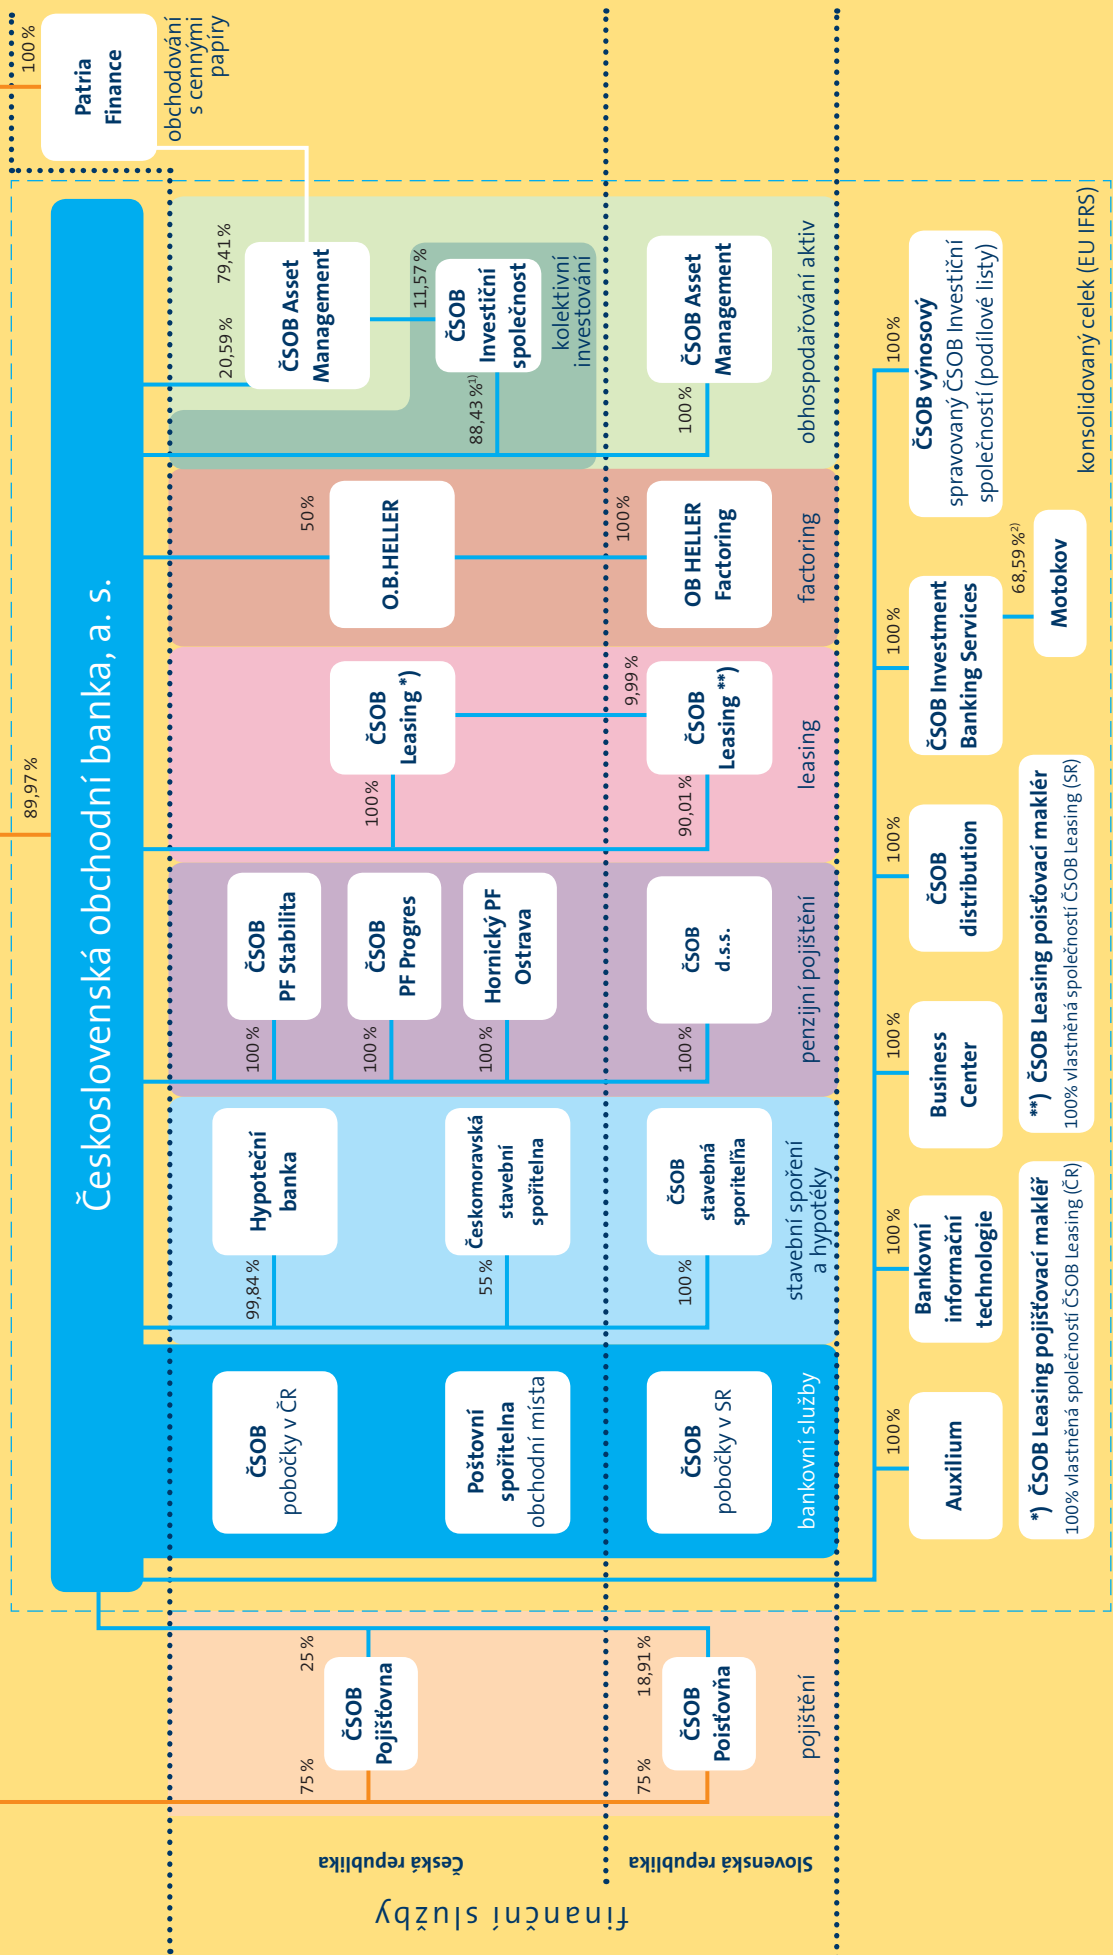 89,97 %
100 %
Československá obchodní banka, a. s.
Patria
Finance
obchodování
s cennými
papíry
finanční služby
Česká republika
Slovenská republika
75 %
25 %
ČSOB
Pojišťovna
75 %
18,91 %
ČSOB
Poisťovňa
pojištění
ČSOB
pobočky v ČR
Poštovní
spořitelna
obchodní místa
ČSOB
pobočky v SR
bankovní služby
99,84 %
Hypoteční
banka
55 %
Českomoravská
stavební
spořitelna
100 %
ČSOB
stavebná
sporiteľňa
stavební spoření
a hypotéky
100 %
ČSOB
PF Stabilita
100 %
ČSOB
PF Progres
100 %
Hornický PF
Ostrava
100 %
ČSOB
d.s.s.
penzijní pojištění
100 %
ČSOB
Leasing *)
90,01 %
9,99 %
ČSOB
Leasing **)
leasing
50 %
O.B.HELLER
100 %
OB HELLER
Factoring
factoring
20,59 %
79,41 %
ČSOB Asset
Management
88,43 %1)
11,57 %
ČSOB
Investiční
společnost
kolektivní
investování
100 %
ČSOB Asset
Management
obhospodařování aktiv
100 %
Auxilium
100 %
Bankovní
informační
technologie
100 %
Business
Center
100 %
ČSOB
distribution
100 %
ČSOB Investment
Banking Services
68,59 %2)
Motokov
100 %
ČSOB výnosový
spravovaný ČSOB Investiční
společností (podílové listy)
*) ČSOB Leasing pojišťovací makléř
100% vlastněná společností ČSOB Leasing (ČR)
**) ČSOB Leasing poisťovací maklér
100% vlastněná společností ČSOB Leasing (SR)
konsolidovaný celek (EU IFRS)